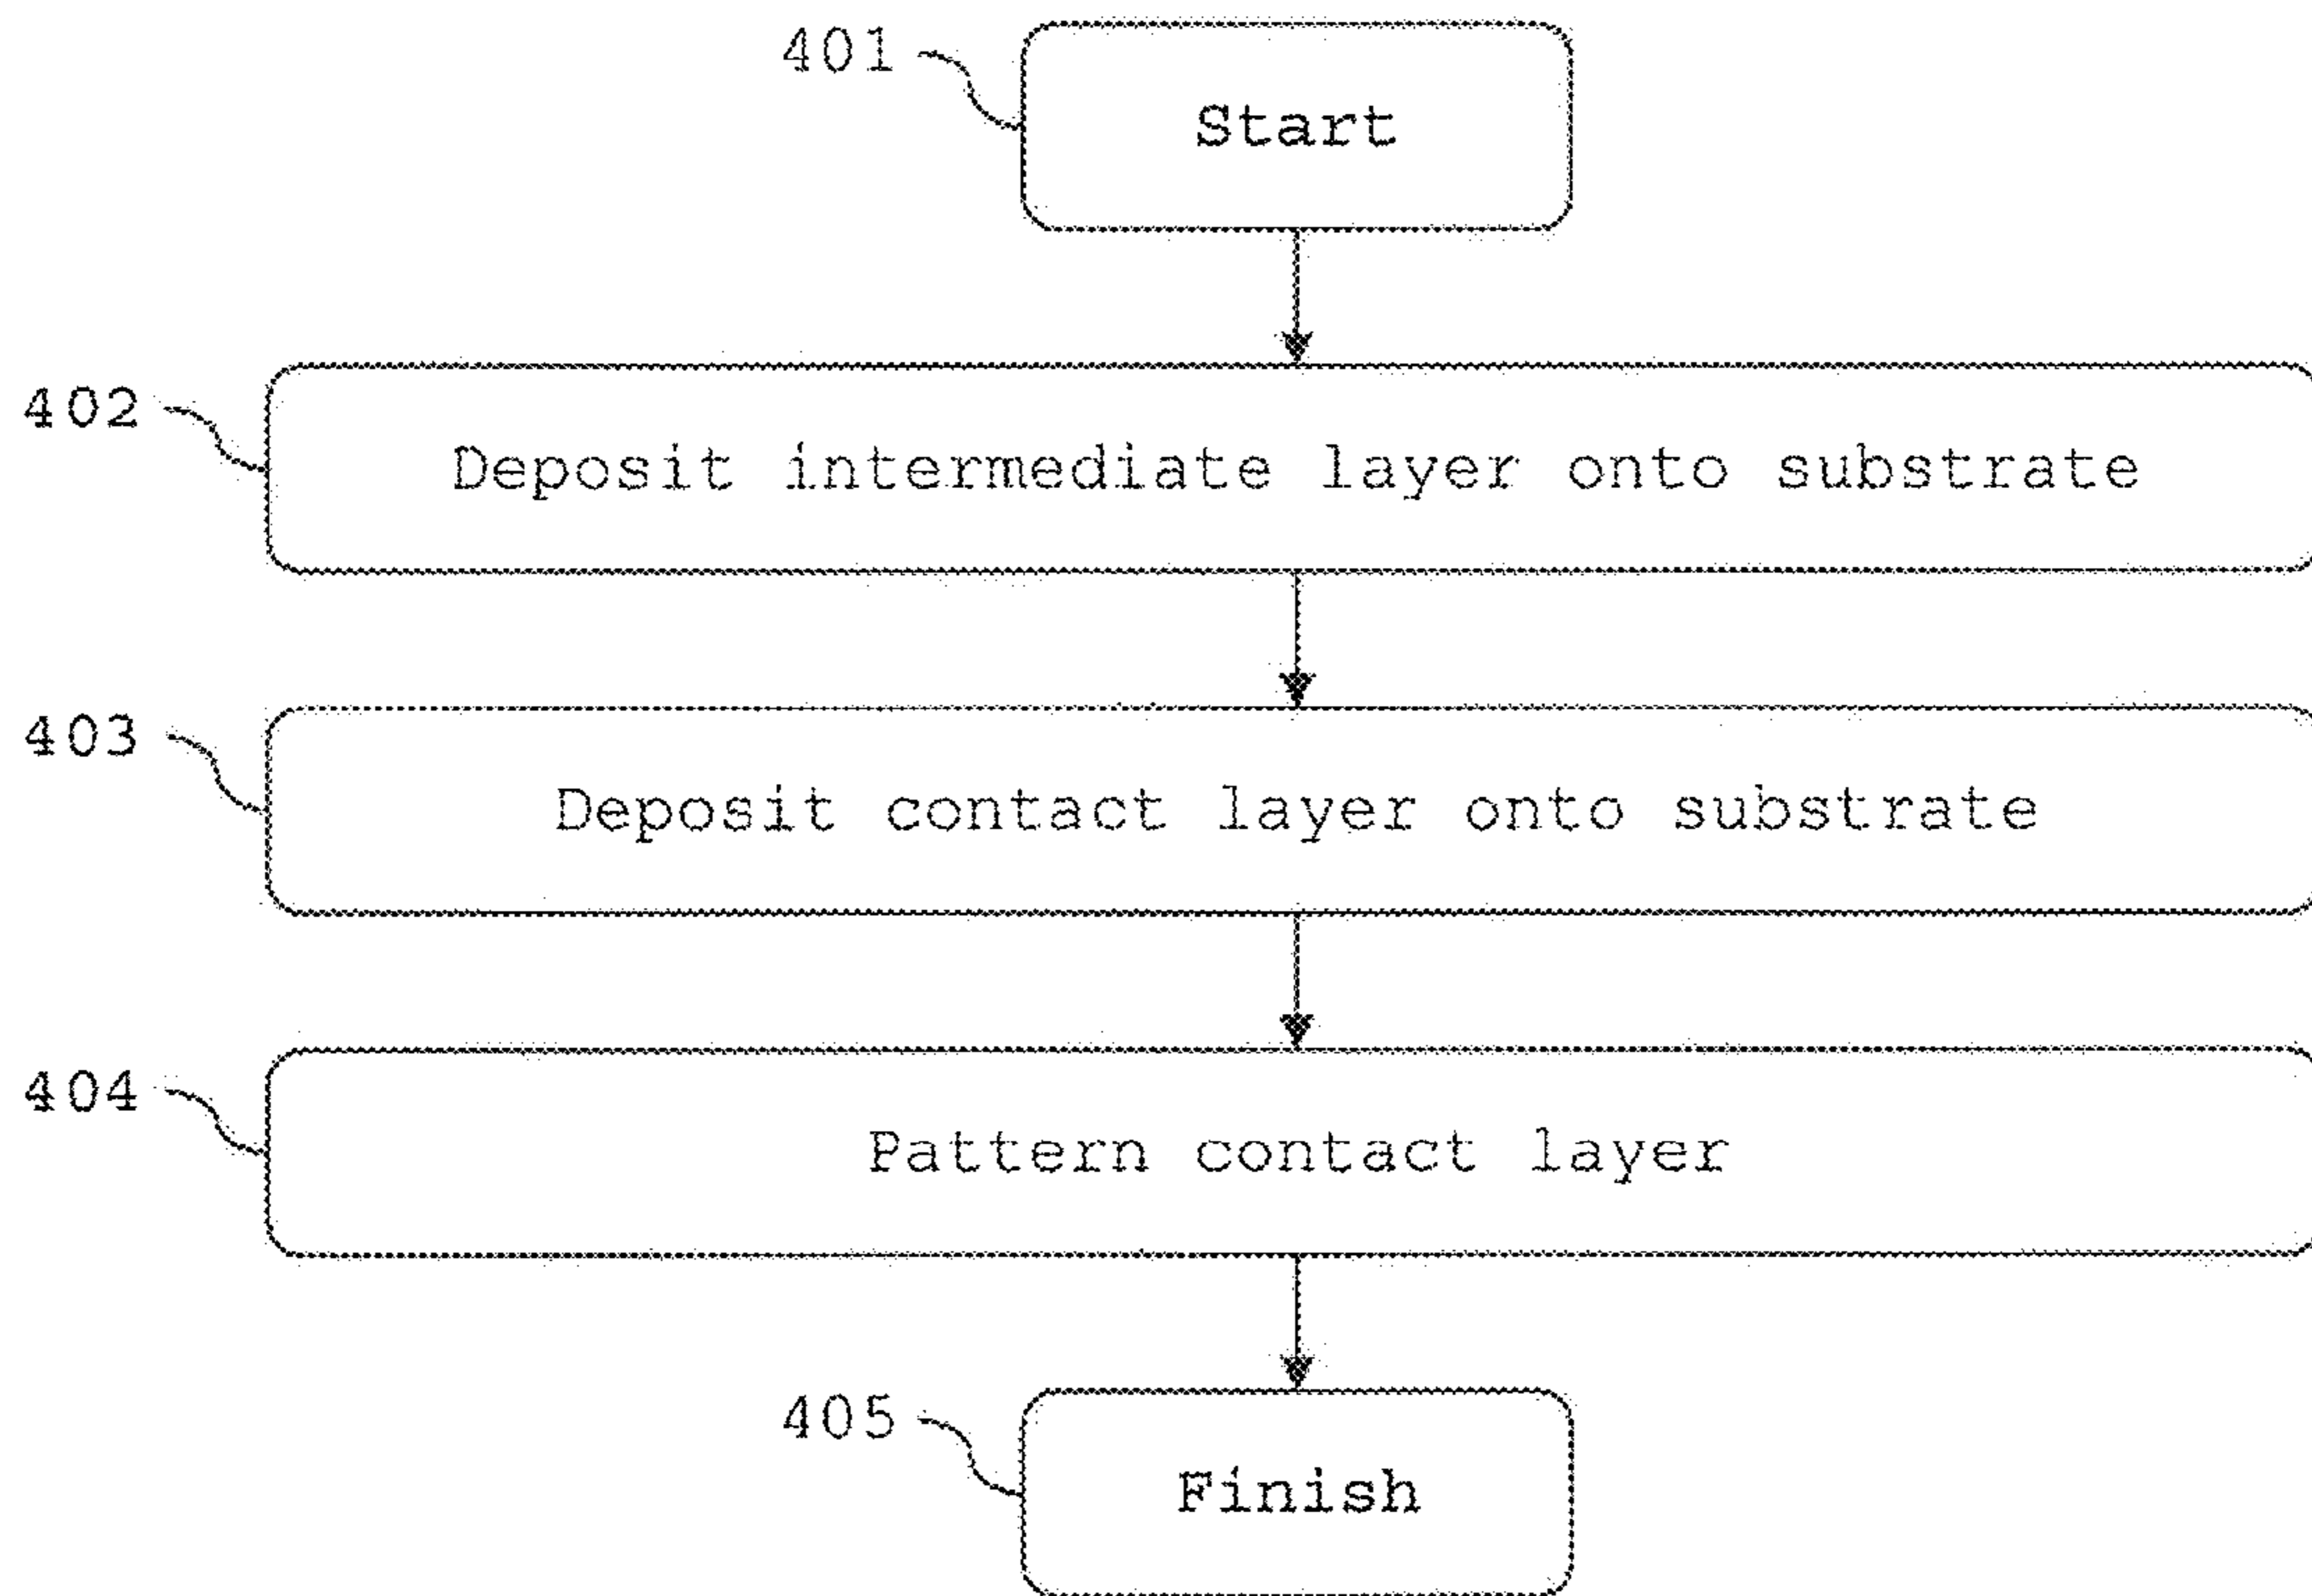 401
Start
402
Deposit intermediate layer onto substrate
403
Deposit contact layer onto substrate
404
Pattern contact layer
405
Finish